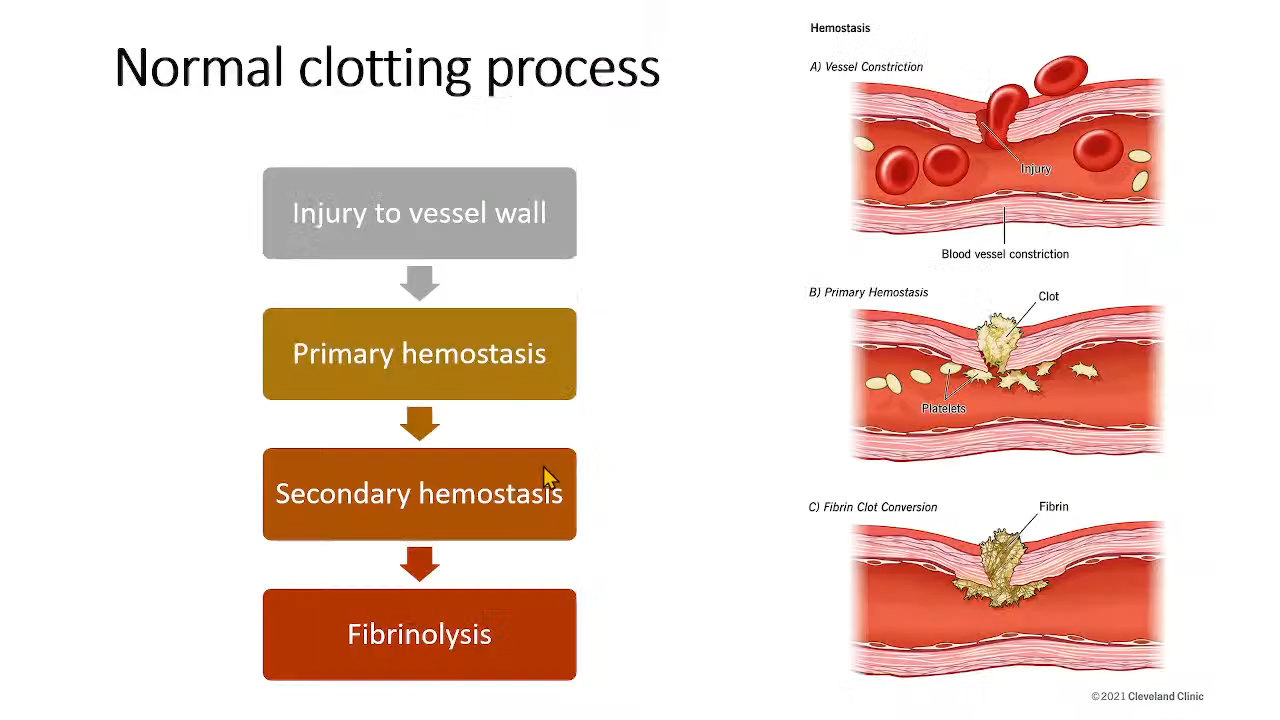 Normal clotting process
Injury to vessel wall
Primary hemostasis
Secondary hemostasis
Fibrinolysis
Hemostasis
A) Vessel Constriction
Injury
Blood vessel constriction
B) Primary Hemostasis
Clot
Platelets
C) Fibrin Clot Conversion
Fibrin
©2021 Cleveland Clinic